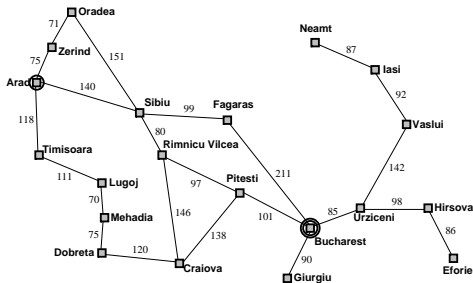 Oradea
Neamt
71
Zerind
87
75
151
Iasi
Arad
140
92
Sibiu
99
Fagaras
118
80
Vaslui
Rimnicu Vilcea
Timisoara
211
142
111
97
Pitesti
Lugoj
70
146
101
85
98
Hirsova
Mehadia
138
Urziceni
75
86
120
Bucharest
Dobreta
90
Craiova
Eforie
Giurgiu